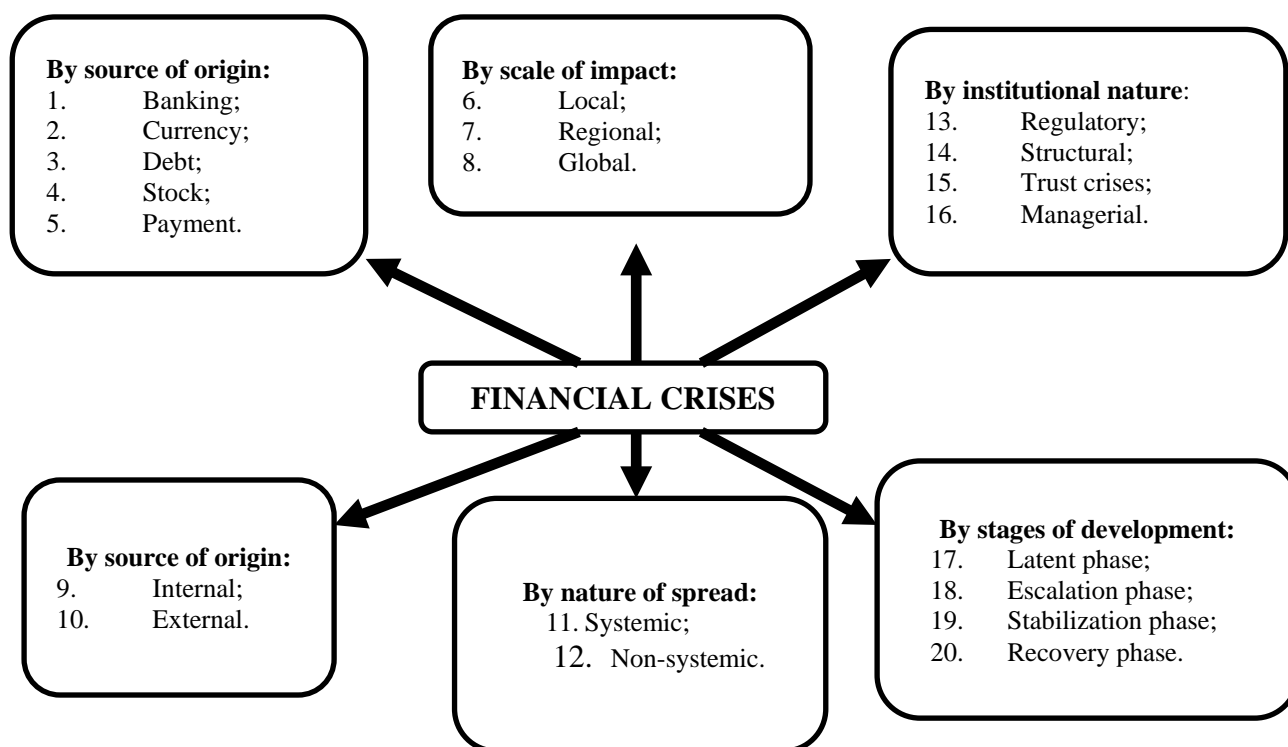 By source of origin:
1. Banking;
2. Currency;
3. Debt;
4. Stock;
5. Payment.
By scale of impact:
6. Local;
7. Regional;
8. Global.
By institutional nature:
13. Regulatory;
14. Structural;
15. Trust crises;
16. Managerial.
FINANCIAL CRISES
By source of origin:
9. Internal;
10. External.
By nature of spread:
11. Systemic;
12. Non-systemic.
By stages of development:
17. Latent phase;
18. Escalation phase;
19. Stabilization phase;
20. Recovery phase.